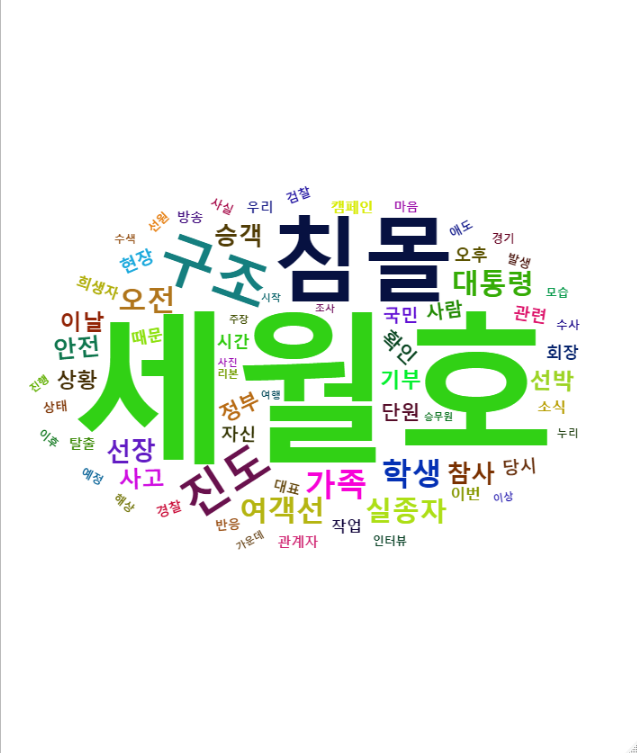 검찰
사실
우리
캠페인
마음
선원
방송
승객
침몰
애도
수색
현장
구조
오후
경기
발생
희생자
오전
시작
대통령
모습
이날
주장
조사
국민
사람
관련
수사
안전
때문
시간
확인
회장
세월호
진행
상황
사진
리본
기부
선박
상태
정부
여행
단원
승무원
소식
이후
탈출
선장
자신
누리
예정
사고
진도
대표
가족
학생
참사
당시
해상
경찰
여객선
실종자
이번
이상
반응
작업
가운데
관계자
인터뷰